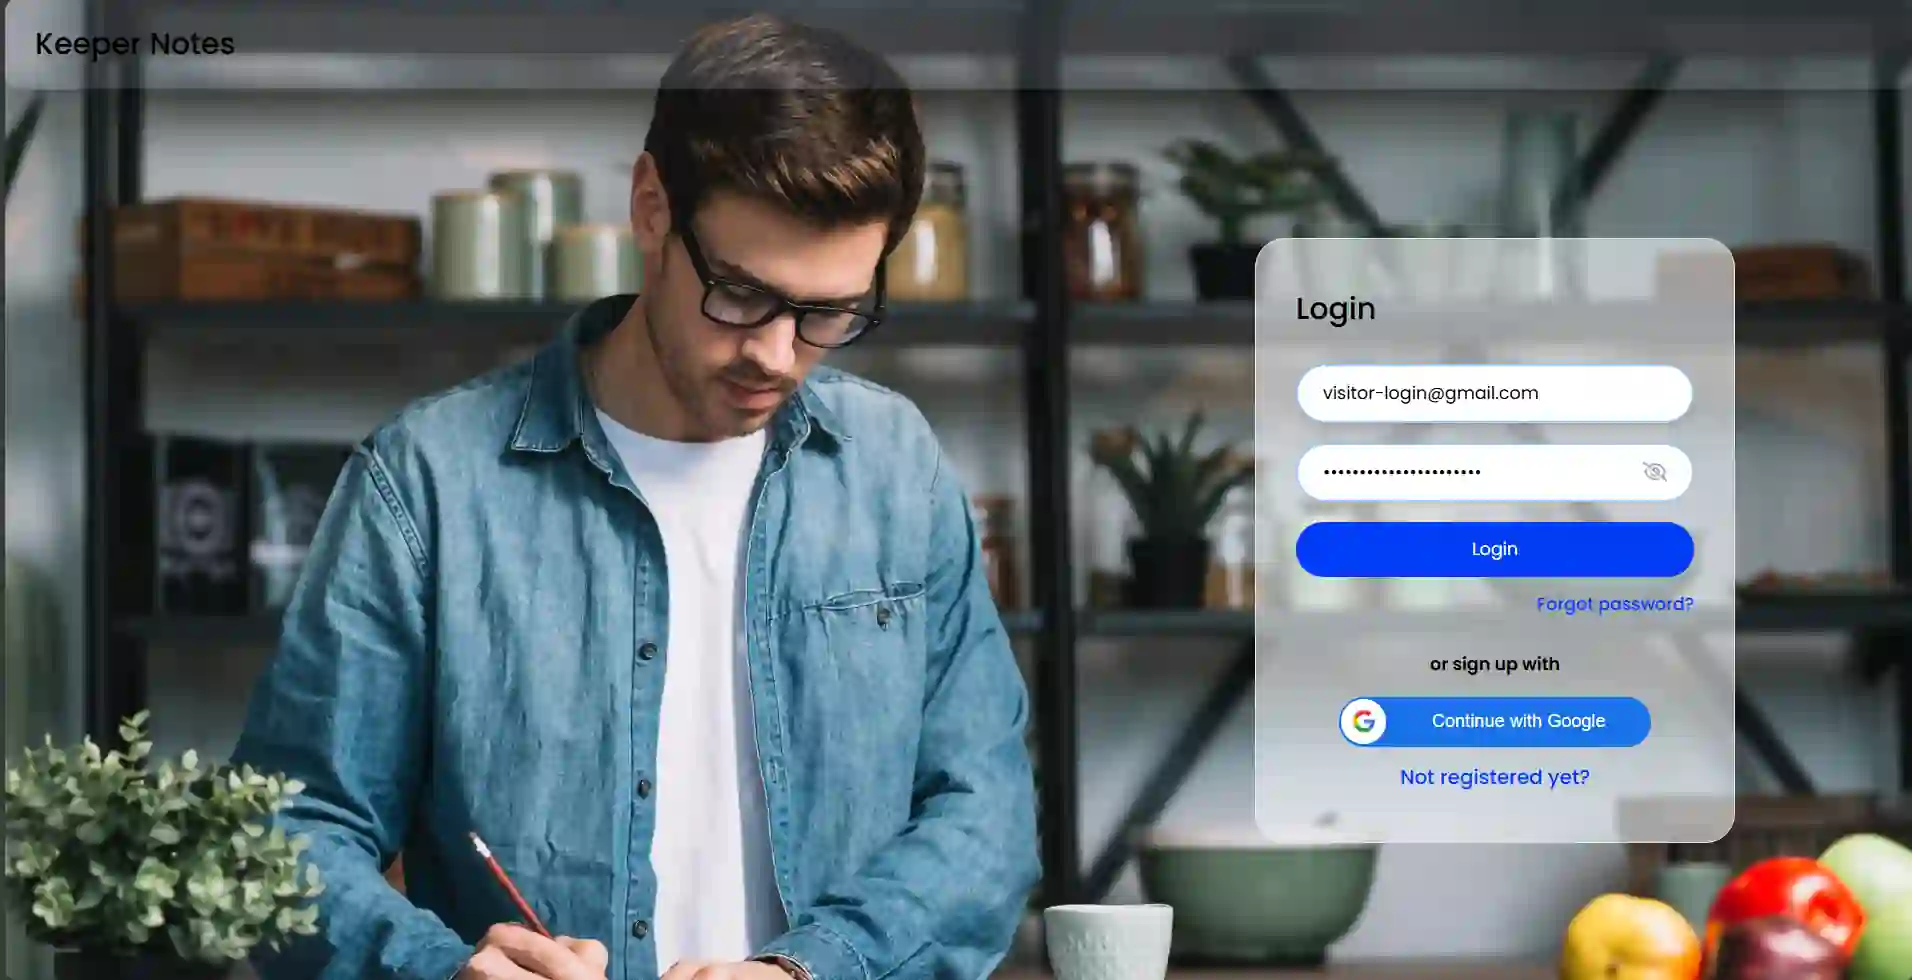 Keeper Notes
Login
visitor-login@gmail.com
••••••••••••••••••••••
Login
Forgot password?
or sign up with
Continue with Google
Not registered yet?